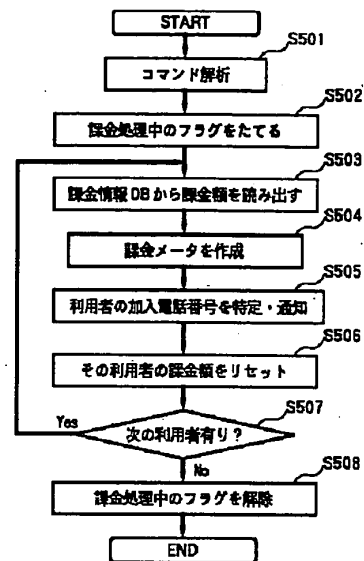 START
S501
コマンド解析
S502
課金処理中のフラグをたてる
S503
課金情報DBから課金額を読み出す
S504
課金メータを作成
S505
利用者の加入電話番号を特定・通知
S506
その利用者の課金額をリセット
S507
次の利用者有り?
Yes
No
S508
課金処理中のフラグを解除
END